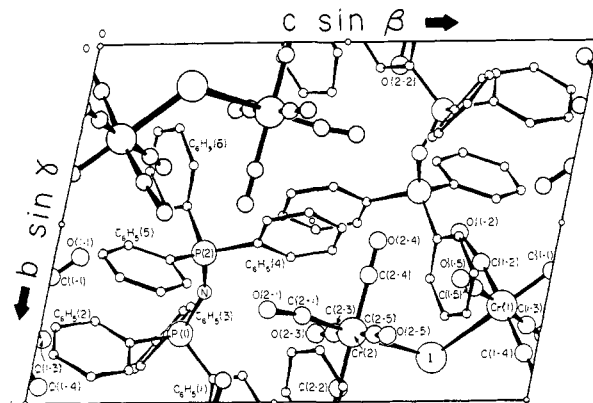 c sin β
b sin γ
O
O
O(2-2)
C₆H₅(6)
O(1-1)
C₆H₅(5)
P(2)
C₆H₅(4)
C(1-1)
N
O(2-4)
C(2-4)
O(1-2)
C(1-2)
O(1-5)
C(1-1)
C(1-5)
Cr(1)
C(1-3)
O(2-1)
C(2-1)
C(2-3)
O(2-3)
O(2-5)
C(2-5)
Cr(2)
I
C(1-4)
C(2-2)
C₆H₅(2)
C₆H₅(3)
P(1)
C(1-3)
C(1-4)
C₆H₅(1)